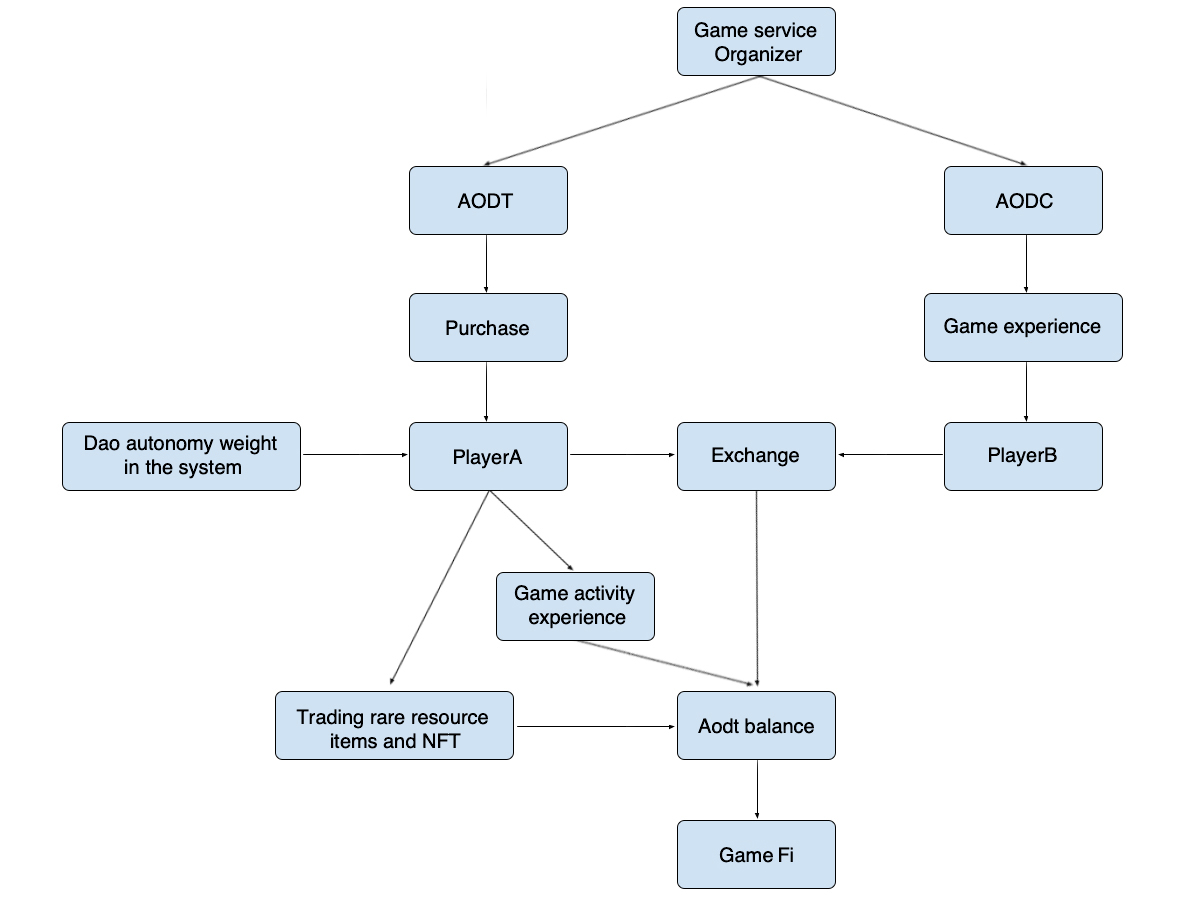 Game service
Organizer
AODT
AODC
Purchase
Game experience
Dao autonomy weight
in the system
PlayerA
Exchange
PlayerB
Game activity
experience
Trading rare resource
items and NFT
Aodt balance
Game Fi